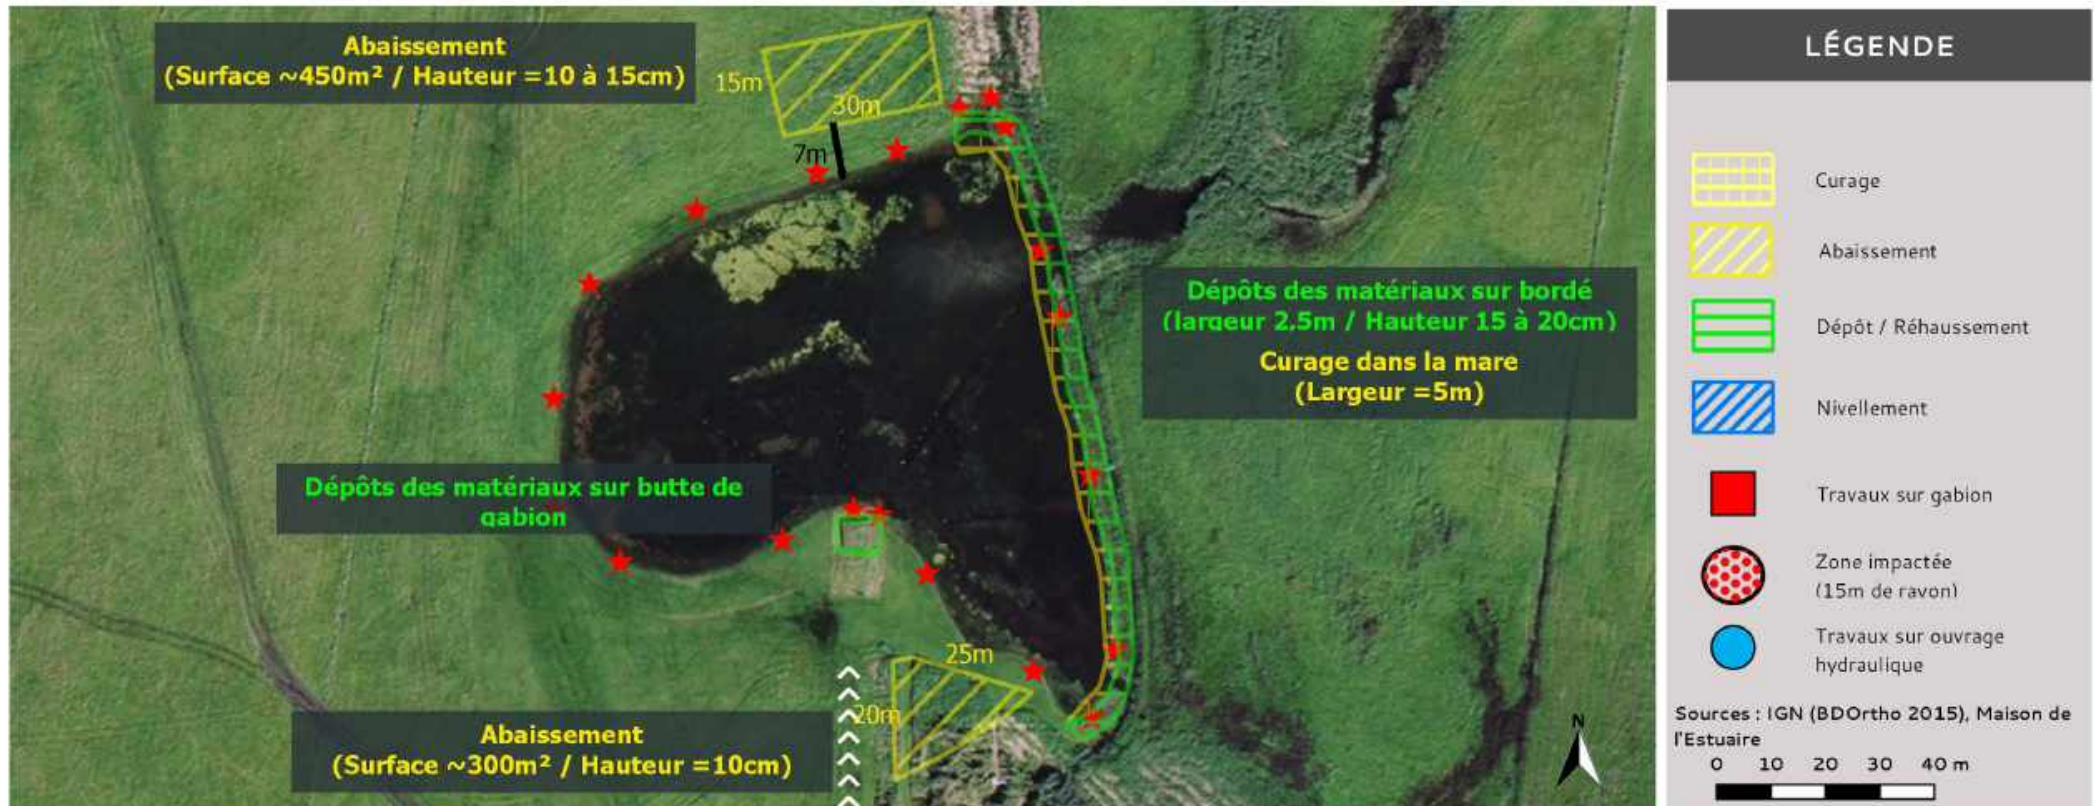 Abaissement
(Surface ~450m² / Hauteur =10 à 15cm)
15m
30m
7m
Dépôts des matériaux sur bordé
(largeur 2.5m / Hauteur 15 à 20cm)
Curage dans la mare
(Largeur =5m)
Dépôts des matériaux sur butte de
gabion
25m
20m
Abaissement
(Surface ~300m² / Hauteur =10cm)
N
LÉGENDE
Curage
Abaissement
Dépôt / Réhaussement
Nivellement
Travaux sur gabion
Zone impactée
(15m de rayon)
Travaux sur ouvrage
hydraulique
Sources : IGN (BDOrtho 2015), Maison de
l'Estuaire
0 10 20 30 40 m